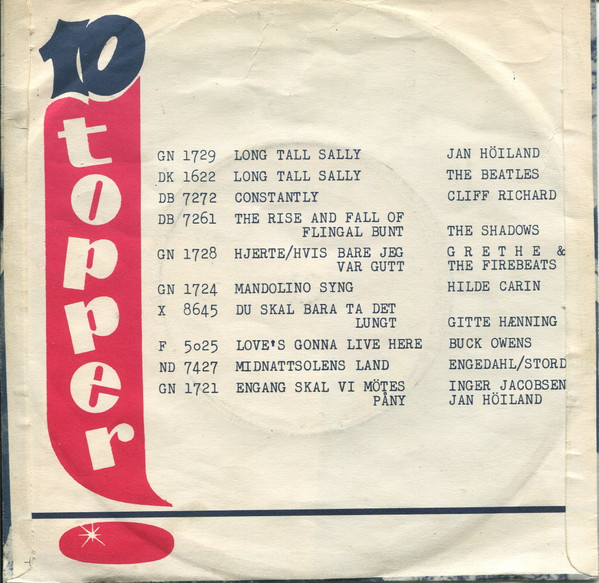 10
topper
GN 1729 LONG TALL SALLY JAN HÖILAND
DK 1622 LONG TALL SALLY THE BEATLES
DB 7272 CONSTANTLY CLIFF RICHARD
DB 7261 THE RISE AND FALL OF
FLINGAL BUNT THE SHADOWS
GN 1728 HJERTE/HVIS BARE JEG GRETHE &
VAR GUTT THE FIREBEATS
GN 1724 MANDOLINO SYNG HILDE CARIN
X 8645 DU SKAL BARA TA DET
LUNGT GITTE HÆNNING
F 5025 LOVE'S GONNA LIVE HERE BUCK OWENS
ND 7427 MIDNATTSOLENS LAND ENGEDAHL/STORD
GN 1721 ENGANG SKAL VI MÖTES INGER JACOBSEN
PÅNY JAN HÖILAND